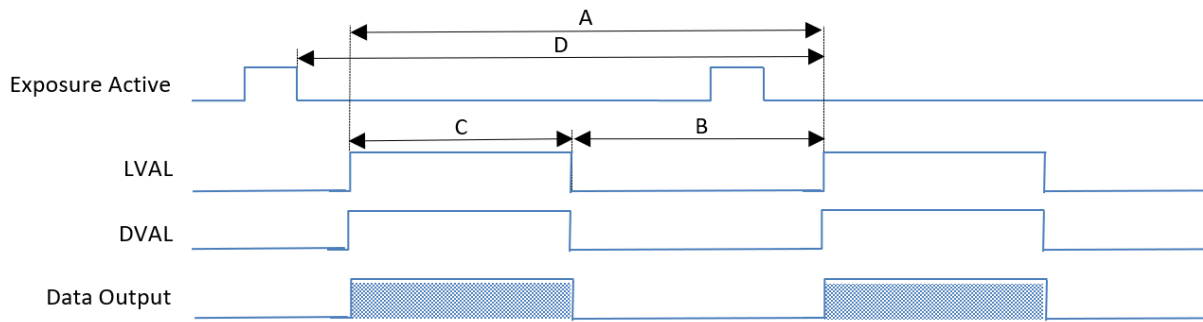 A
D
Exposure Active
C
B
LVAL
DVAL
Data Output